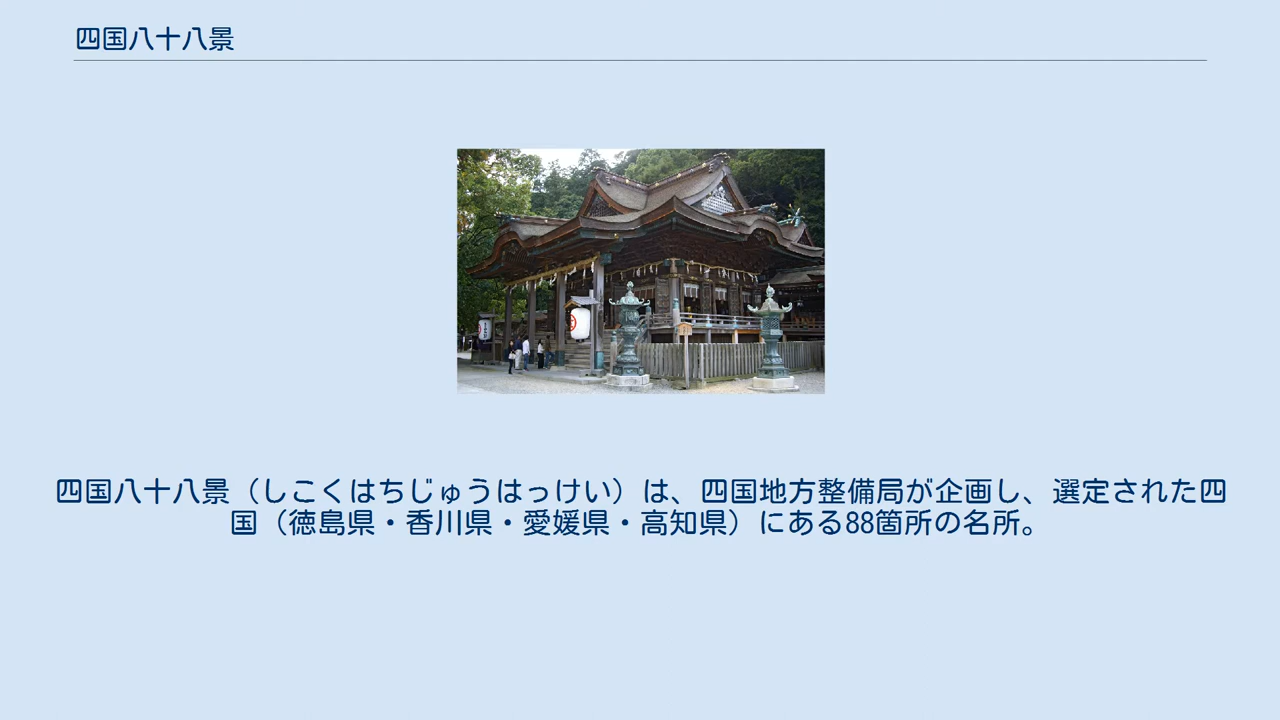 四国八十八景
四国八十八景（しこくはちじゅうはっけい）は、四国地方整備局が企画し、選定された四
国（徳島県・香川県・愛媛県・高知県）にある88箇所の名所。